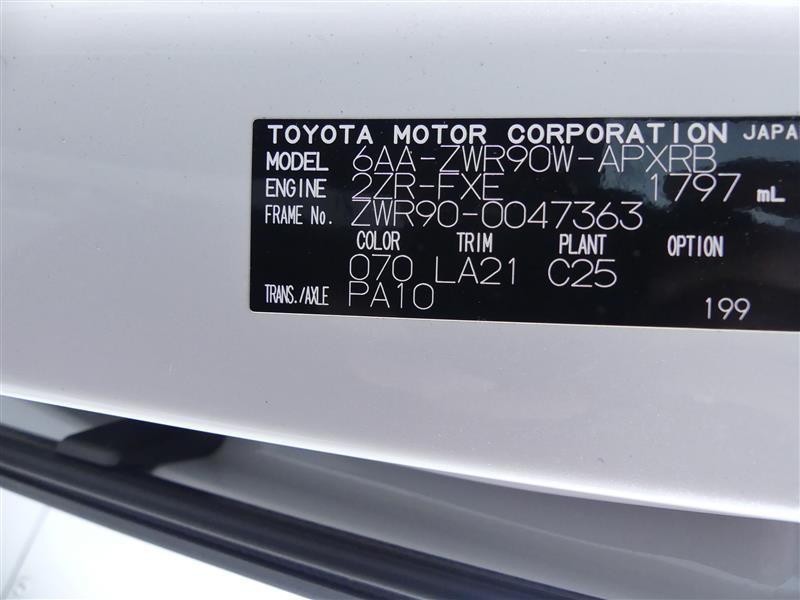 TOYOTA MOTOR CORPORATION JAPA
MODEL 6AA-ZWR90W-APXRB
ENGINE 2ZR-FXE 1797 mL
FRAME No. ZWR90-0047363
COLOR TRIM PLANT OPTION
070 LA21 C25
TRANS./AXLE PA10
199